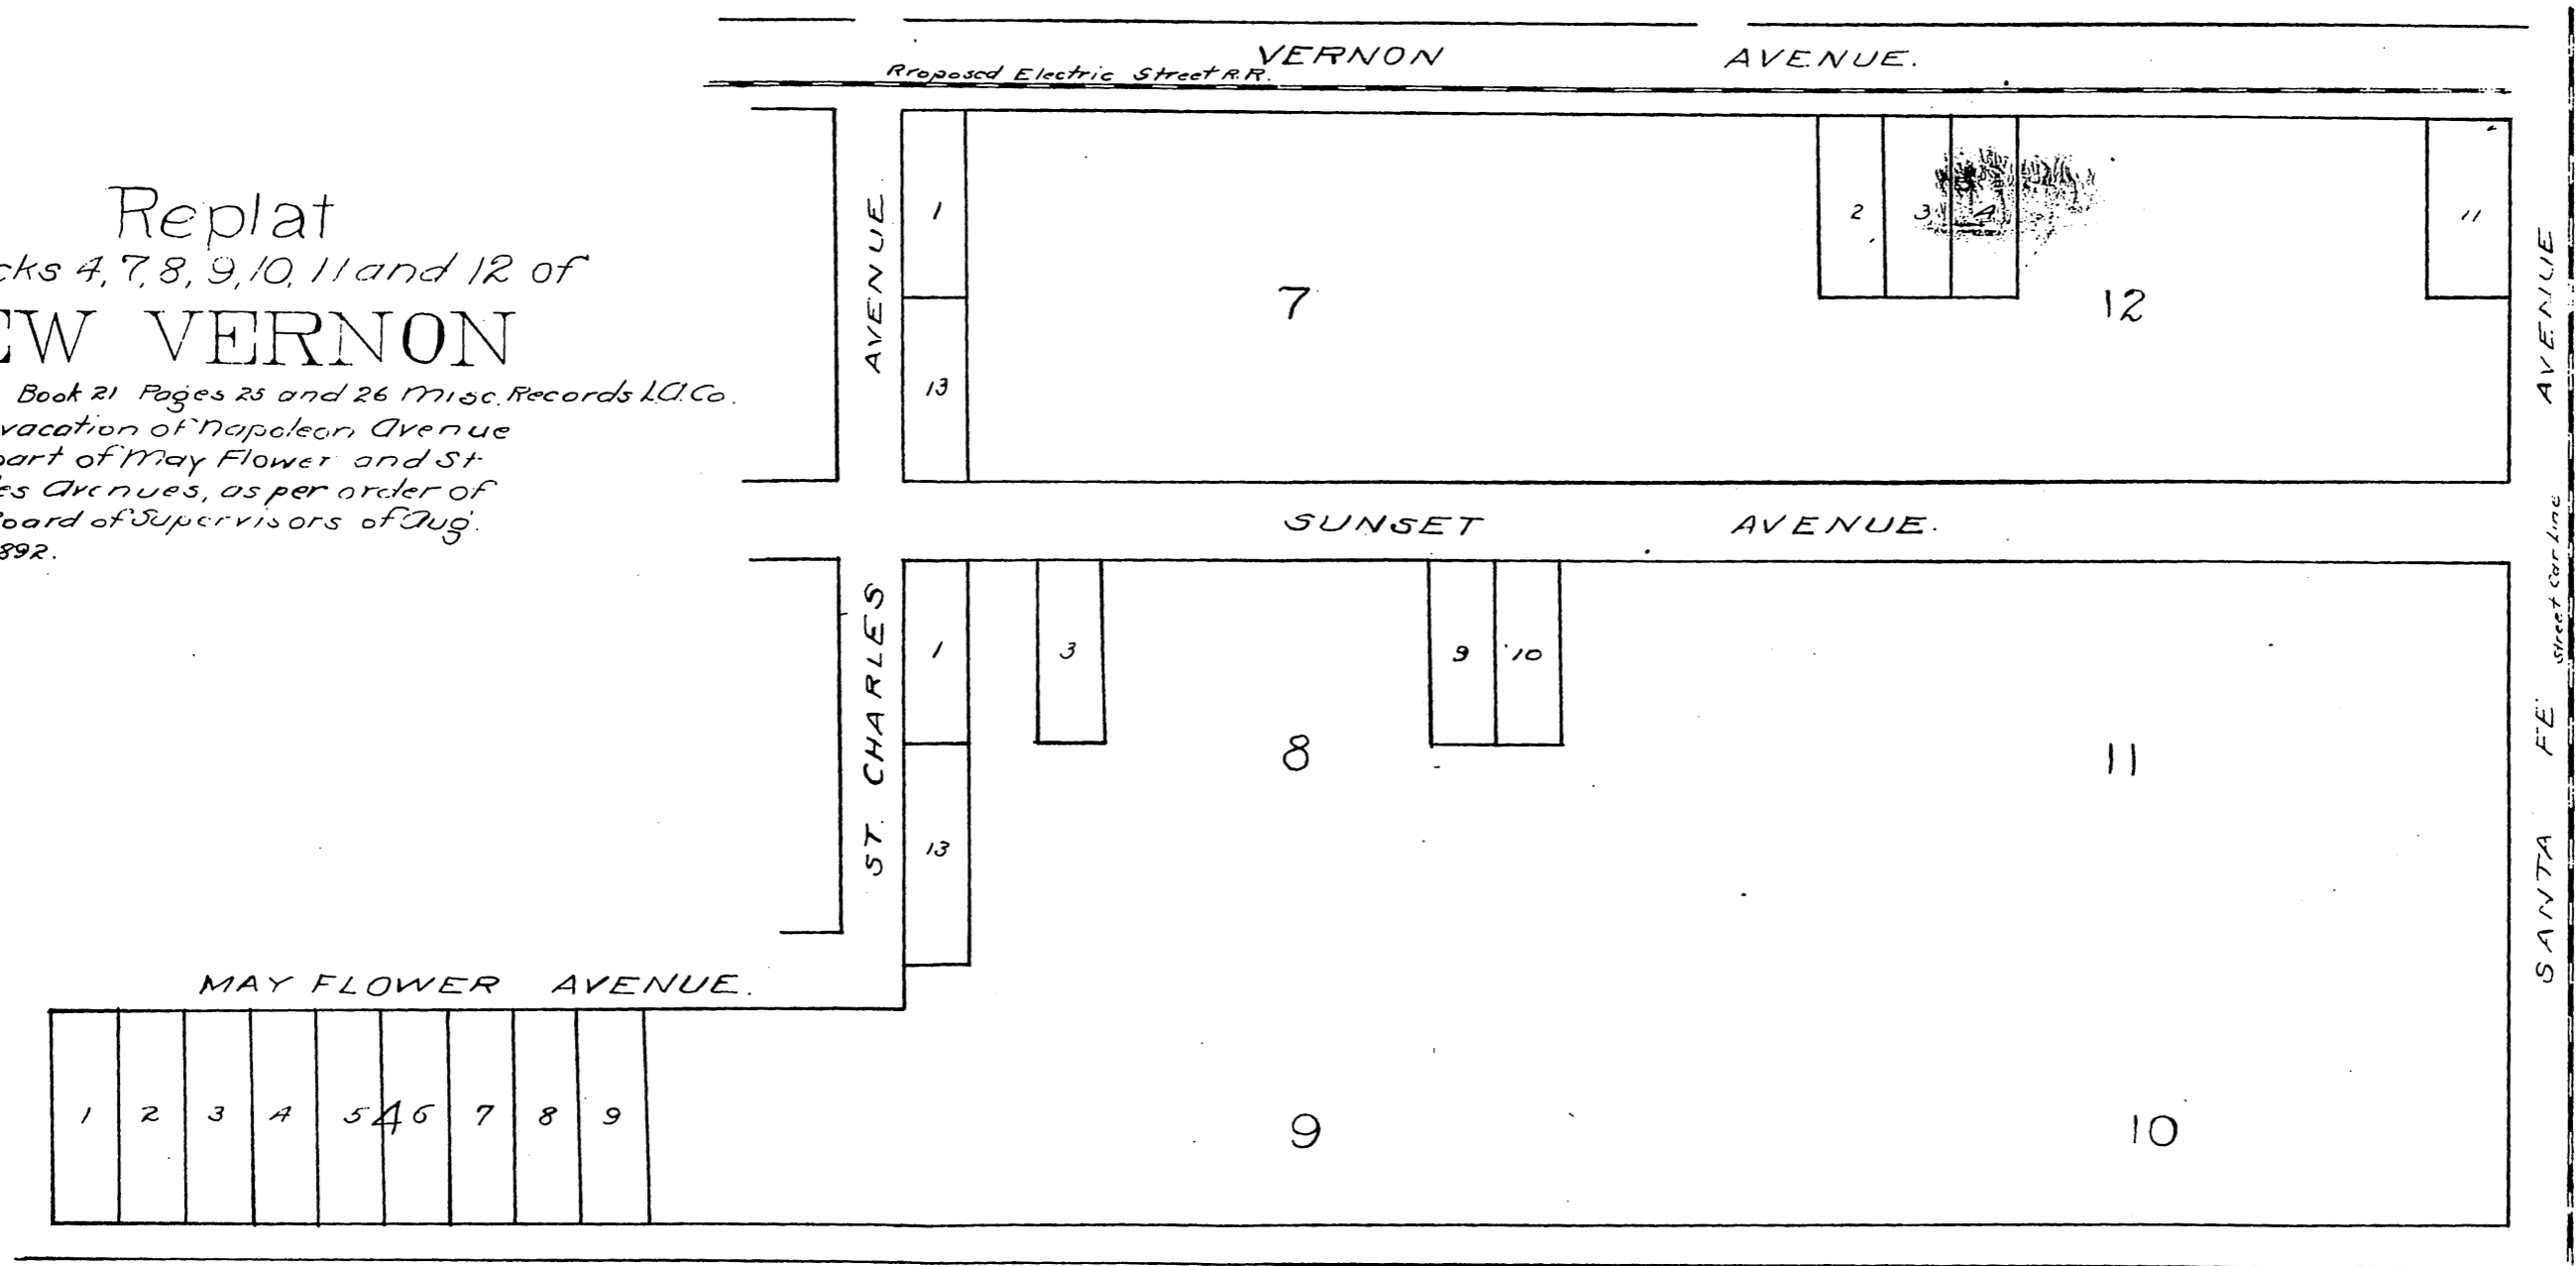 VERNON AVENUE.
Proposed Electric Street R.R.
Replat
cks 4, 7, 8, 9, 10, 11 and 12 of
EW VERNON
Book 21 Pages 25 and 26 Misc. Records L.A. Co.
vacation of Napoleon Avenue
part of May Flower and St
es Avenues, as per order of
oard of Supervisors of Aug.
892.
AVENUE
1
13
7
2 3 4
12
11
AVENUE
SUNSET AVENUE.
Street Car Line
ST. CHARLES
1
13
3
9 10
8
11
SANTA FE
MAY FLOWER AVENUE.
1 2 3 4 5 4 6 7 8 9
9
10